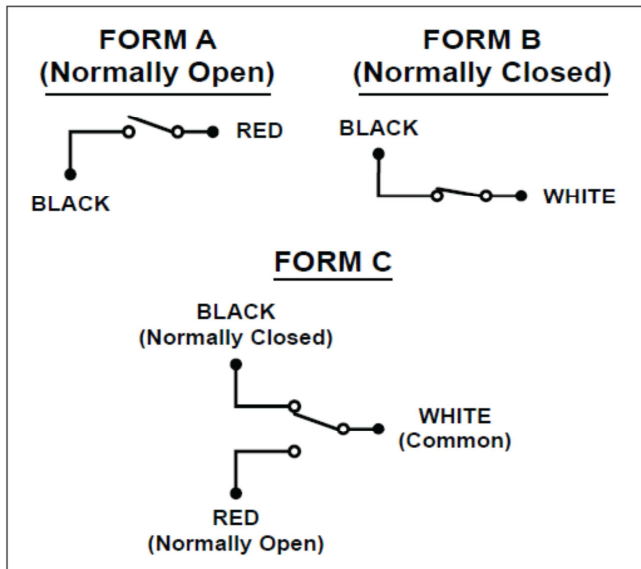 FORM A
(Normally Open)
RED
BLACK
FORM B
(Normally Closed)
BLACK
WHITE
FORM C
BLACK
(Normally Closed)
WHITE
(Common)
RED
(Normally Open)